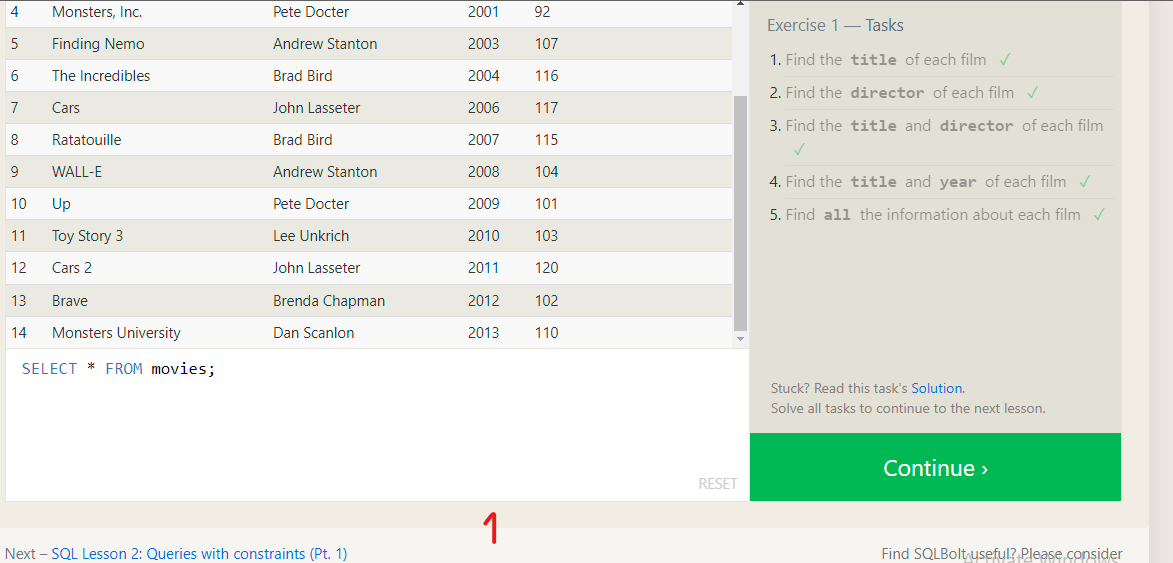 4 Monsters, Inc. Pete Docter 2001 92
5 Finding Nemo Andrew Stanton 2003 107
6 The Incredibles Brad Bird 2004 116
7 Cars John Lasseter 2006 117
8 Ratatouille Brad Bird 2007 115
9 WALL-E Andrew Stanton 2008 104
10 Up Pete Docter 2009 101
11 Toy Story 3 Lee Unkrich 2010 103
12 Cars 2 John Lasseter 2011 120
13 Brave Brenda Chapman 2012 102
14 Monsters University Dan Scanlon 2013 110
SELECT * FROM movies;
RESET
Exercise 1 — Tasks
1. Find the title of each film ✓
2. Find the director of each film ✓
3. Find the title and director of each film
✓
4. Find the title and year of each film ✓
5. Find all the information about each film ✓
Stuck? Read this task's Solution.
Solve all tasks to continue to the next lesson.
Continue ›
1
Next – SQL Lesson 2: Queries with constraints (Pt. 1)
Find SQLBolt useful? Please consider
Activate Windows